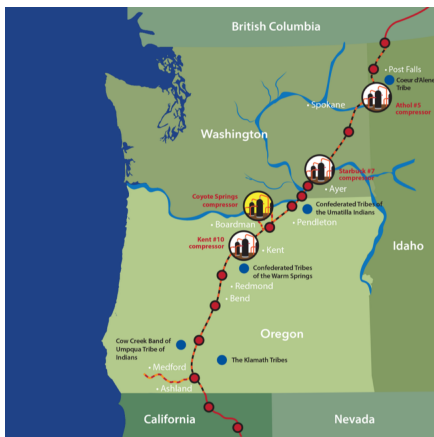 British Columbia
• Post Falls
Coeur d'Alene
Tribe
Athol #5
compressor
• Spokane
Washington
Starbuck #7
compressor
• Ayer
Coyote Springs
compressor
Confederated Tribes of
the Umatilla Indians
• Pendleton
• Boardman
Kent #10
compressor
• Kent
Idaho
Confederated Tribes
of the Warm Springs
• Redmond
• Bend
Oregon
Cow Creek Band of
Umpqua Tribe of
Indians
The Klamath Tribes
• Medford
• Ashland
California
Nevada